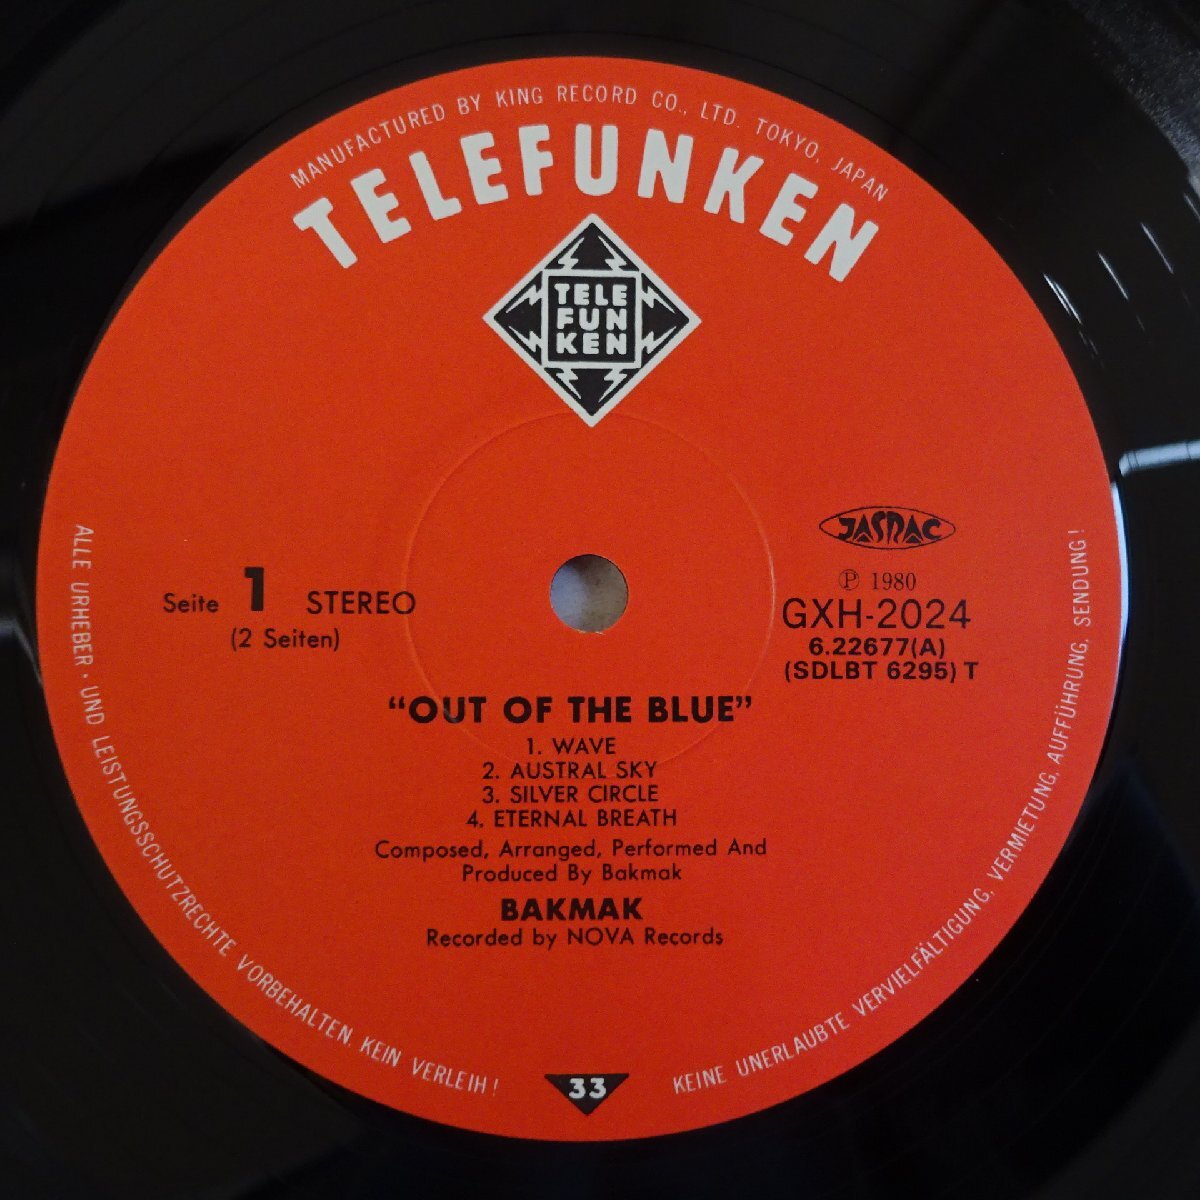 MANUFACTURED BY KING RECORD CO., LTD. TOKYO, JAPAN
TELEFUNKEN
TELE
FUN
KEN
JASRAC
Ⓟ 1980
GXH-2024
6.22677(A)
(SDLBT 6295) T
Seite 1 STEREO
(2 Seiten)
“OUT OF THE BLUE”
1. WAVE
2. AUSTRAL SKY
3. SILVER CIRCLE
4. ETERNAL BREATH
Composed, Arranged, Performed And
Produced By Bakmak
BAKMAK
Recorded by NOVA Records
ALLE URHEBER- UND LEISTUNGSSCHUTZRECHTE VORBEHALTEN. KEIN VERLEIH!
33
KEINE UNERLAUBTE VERVIELFÄLTIGUNG, VERMIETUNG, AUFFÜHRUNG, SENDUNG!